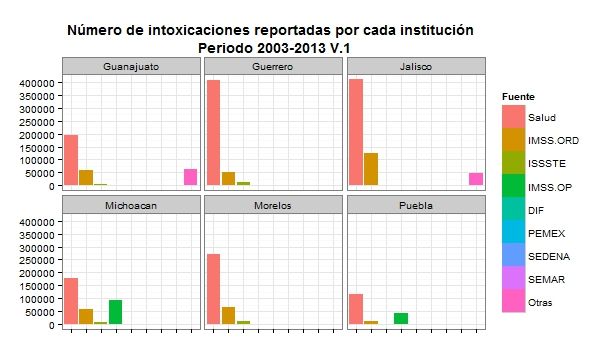 Número de intoxicaciones reportadas por cada institución
Periodo 2003-2013 V.1
Guanajuato Guerrero Jalisco
400000
350000
300000
250000
200000
150000
100000
50000
0
Michoacan Morelos Puebla
400000
350000
300000
250000
200000
150000
100000
50000
0
Fuente
Salud
IMSS.ORD
ISSSTE
IMSS.OP
DIF
PEMEX
SEDENA
SEMAR
Otras